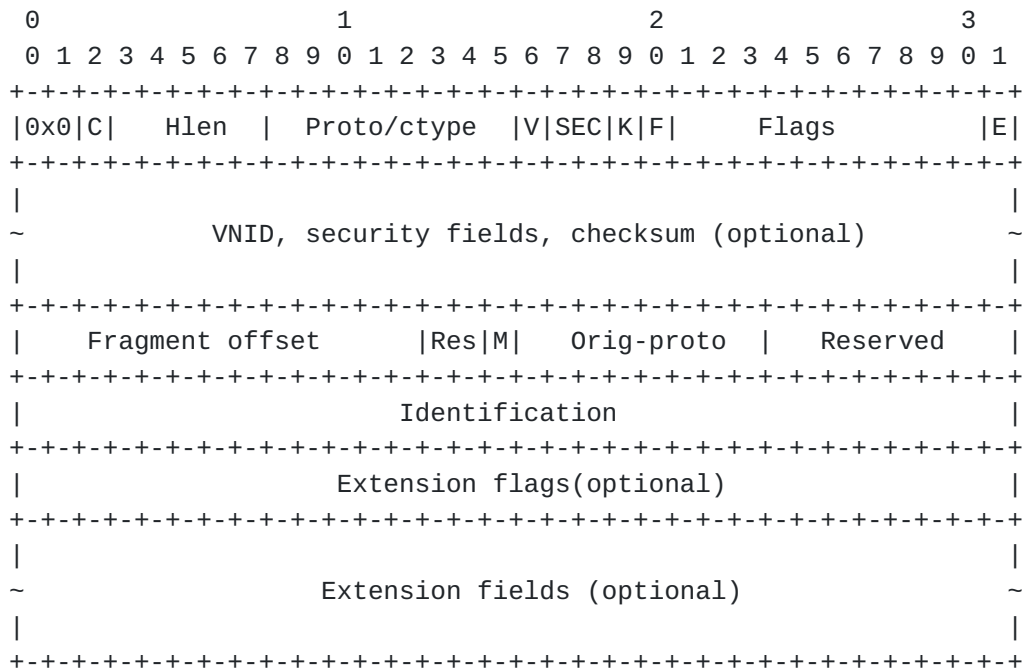 0                   1                   2                   3
 0 1 2 3 4 5 6 7 8 9 0 1 2 3 4 5 6 7 8 9 0 1 2 3 4 5 6 7 8 9 0 1
+-+-+-+-+-+-+-+-+-+-+-+-+-+-+-+-+-+-+-+-+-+-+-+-+-+-+-+-+-+-+-+-+
|0x0|C|   Hlen  |  Proto/ctype  |V|SEC|K|F|     Flags         |E|
+-+-+-+-+-+-+-+-+-+-+-+-+-+-+-+-+-+-+-+-+-+-+-+-+-+-+-+-+-+-+-+-+
|                                                               |
~            VNID, security fields, checksum (optional)         ~
|                                                               |
+-+-+-+-+-+-+-+-+-+-+-+-+-+-+-+-+-+-+-+-+-+-+-+-+-+-+-+-+-+-+-+-+
|    Fragment offset      |Res|M|   Orig-proto  |   Reserved    |
+-+-+-+-+-+-+-+-+-+-+-+-+-+-+-+-+-+-+-+-+-+-+-+-+-+-+-+-+-+-+-+-+
|                        Identification                         |
+-+-+-+-+-+-+-+-+-+-+-+-+-+-+-+-+-+-+-+-+-+-+-+-+-+-+-+-+-+-+-+-+
|                    Extension flags(optional)                  |
+-+-+-+-+-+-+-+-+-+-+-+-+-+-+-+-+-+-+-+-+-+-+-+-+-+-+-+-+-+-+-+-+
|                                                               |
~                   Extension fields (optional)                 ~
|                                                               |
+-+-+-+-+-+-+-+-+-+-+-+-+-+-+-+-+-+-+-+-+-+-+-+-+-+-+-+-+-+-+-+-+